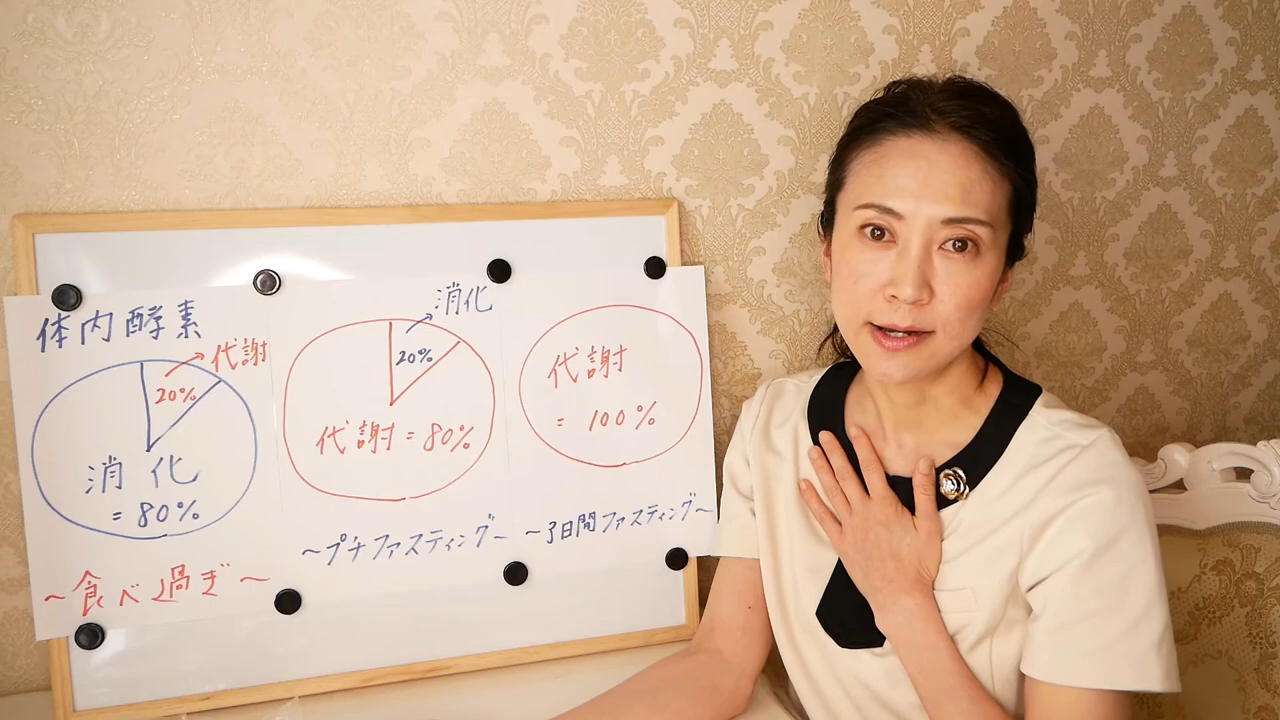 体内酵素
代謝
20%
消化
=80%
~食べ過ぎ~
消化
20%
代謝=80%
~プチファスティング~
代謝
= 100%
~3日間ファスティング~